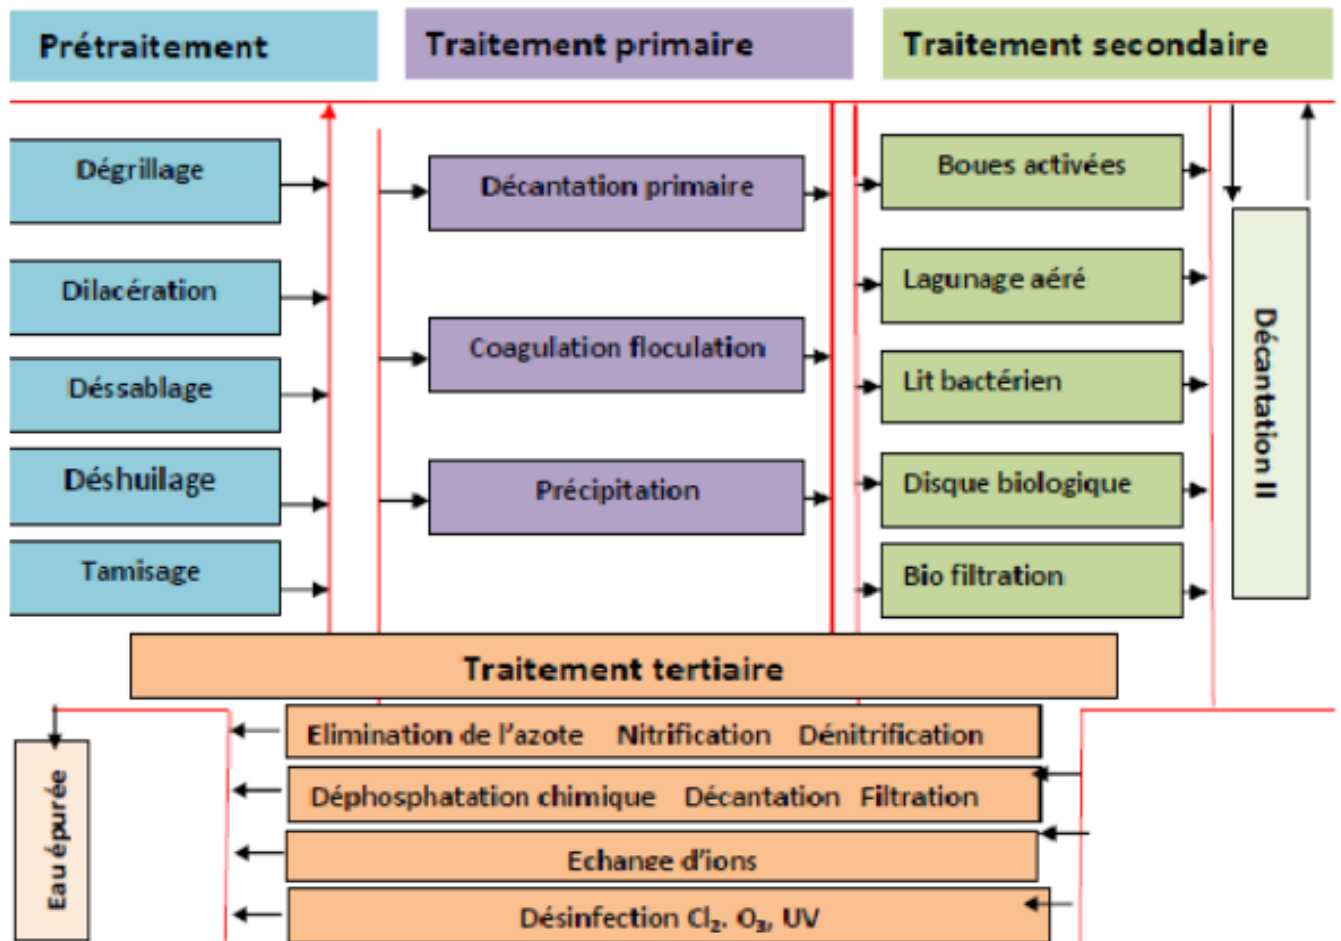 Prétraitement
Traitement primaire
Traitement secondaire
Dégrillage
Dilacération
Déssablage
Déshuilage
Tamisage
Décantation primaire
Coagulation floculation
Précipitation
Boues activées
Lagunage aéré
Lit bactérien
Disque biologique
Bio filtration
Décantation II
Traitement tertiaire
Elimination de l'azote Nitrification Dénitrification
Déphosphatation chimique Décantation Filtration
Echange d'ions
Désinfection Cl₂. O₃, UV
Eau épurée